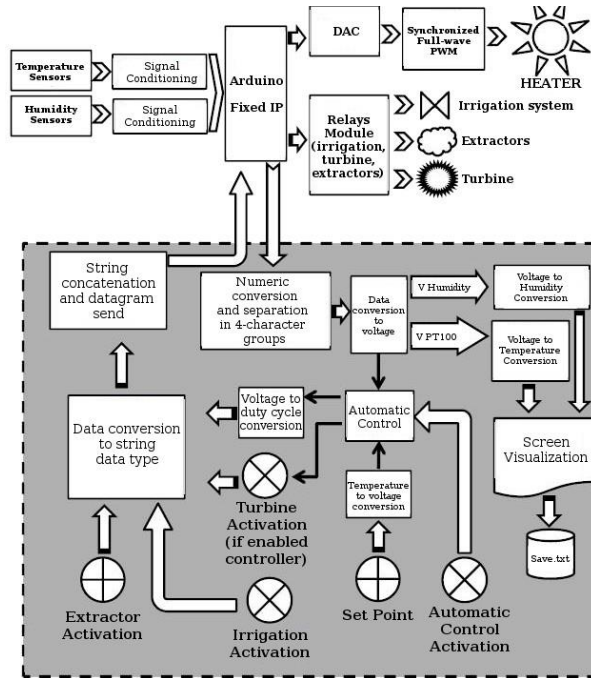 DAC
Synchronized
Full-wave
PWM
HEATER
Temperature
Sensors
Signal
Conditioning
Humidity
Sensors
Signal
Conditioning
Arduino
Fixed IP
Relays
Module
(irrigation,
turbine,
extractors)
Irrigation system
Extractors
Turbine
String
concatenation
and datagram
send
Numeric
conversion
and separation
in 4-character
groups
Data
conversion
to
voltage
V Humidity
V PT100
Voltage to
Humidity
Conversion
Voltage to
Temperature
Conversion
Data conversion
to string
data type
Voltage to
duty cycle
conversion
Automatic
Control
Turbine
Activation
(if enabled
controller)
Temperature
to voltage
conversion
Screen
Visualization
Save.txt
Extractor
Activation
Irrigation
Activation
Set Point
Automatic
Control
Activation